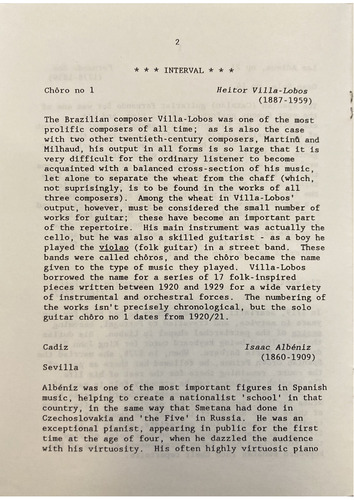 2
* * * INTERVAL * * *
Chôro no 1 Heitor Villa-Lobos
(1887-1959)
The Brazilian composer Villa-Lobos was one of the most
prolific composers of all time; as is also the case
with two other twentieth-century composers, Martinů and
Milhaud, his output in all forms is so large that it is
very difficult for the ordinary listener to become
acquainted with a balanced cross-section of his music,
let alone to separate the wheat from the chaff (which,
not suprisingly, is to be found in the works of all
three composers). Among the wheat in Villa-Lobos'
output, however, must be considered the small number of
works for guitar; these have become an important part
of the repertoire. His main instrument was actually the
cello, but he was also a skilled guitarist - as a boy he
played the violao (folk guitar) in a street band. These
bands were called chôros, and the chôro became the name
given to the type of music they played. Villa-Lobos
borrowed the name for a series of 17 folk-inspired
pieces written between 1920 and 1929 for a wide variety
of instrumental and orchestral forces. The numbering of
the works isn't precisely chronological, but the solo
guitar chôro no 1 dates from 1920/21.
Cadiz Isaac Albéniz
(1860-1909)
Sevilla
Albéniz was one of the most important figures in Spanish
music, helping to create a nationalist 'school' in that
country, in the same way that Smetana had done in
Czechoslovakia and 'the Five' in Russia. He was an
exceptional pianist, appearing in public for the first
time at the age of four, when he dazzled the audience
with his virtuosity. His often highly virtuosic piano